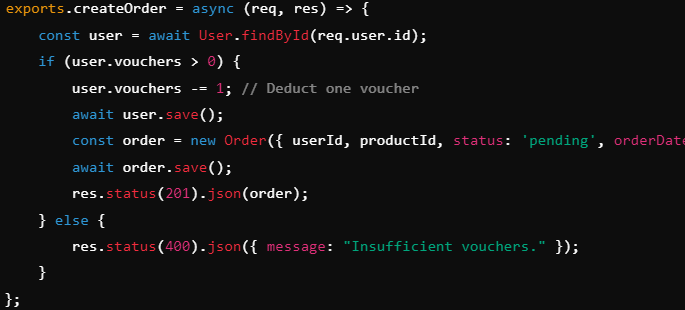 exports.createOrder = async (req, res) => {
    const user = await User.findById(req.user.id);
    if (user.vouchers > 0) {
        user.vouchers -= 1; // Deduct one voucher
        await user.save();
        const order = new Order({ userId, productId, status: 'pending', orderDate
        await order.save();
        res.status(201).json(order);
    } else {
        res.status(400).json({ message: "Insufficient vouchers." });
    }
};